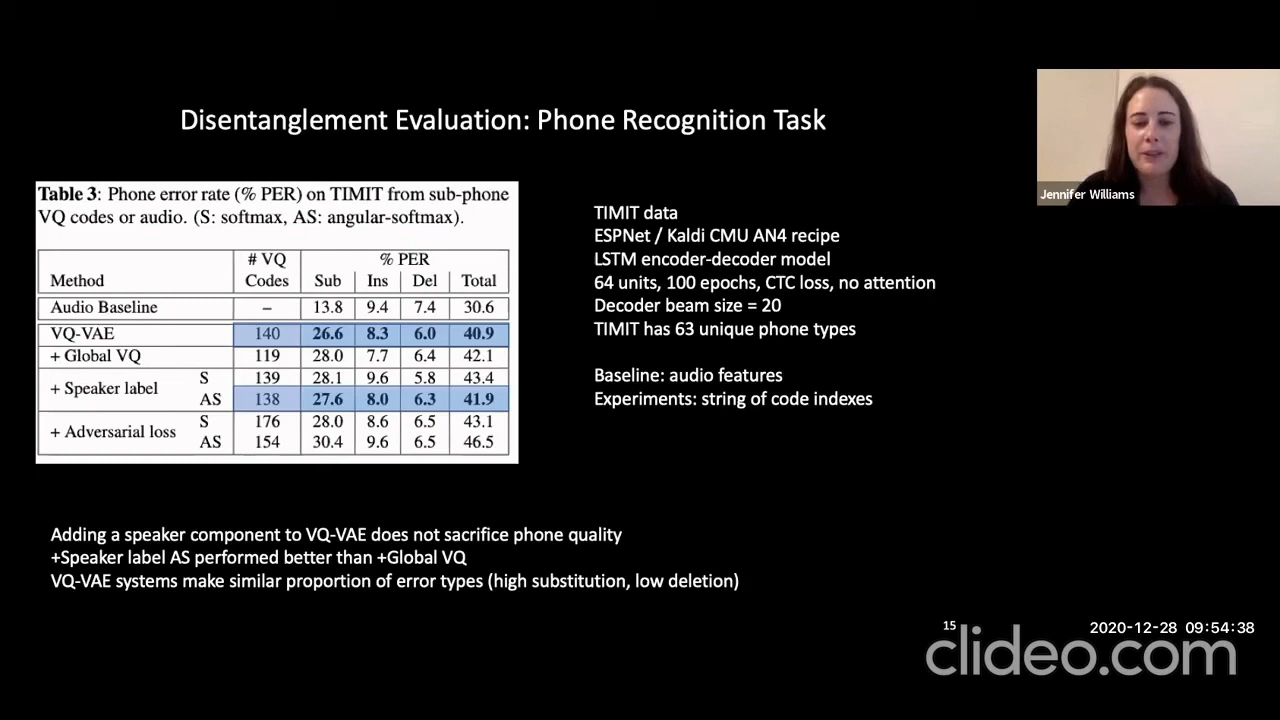 Disentanglement Evaluation: Phone Recognition Task
Jennifer Williams
Table 3: Phone error rate (% PER) on TIMIT from sub-phone
VQ codes or audio. (S: softmax, AS: angular-softmax).
# VQ % PER
Method Codes Sub Ins Del Total
Audio Baseline – 13.8 9.4 7.4 30.6
VQ-VAE 140 26.6 8.3 6.0 40.9
+ Global VQ 119 28.0 7.7 6.4 42.1
+ Speaker label S 139 28.1 9.6 5.8 43.4
AS 138 27.6 8.0 6.3 41.9
+ Adversarial loss S 176 28.0 8.6 6.5 43.1
AS 154 30.4 9.6 6.5 46.5
TIMIT data
ESPNet / Kaldi CMU AN4 recipe
LSTM encoder-decoder model
64 units, 100 epochs, CTC loss, no attention
Decoder beam size = 20
TIMIT has 63 unique phone types
Baseline: audio features
Experiments: string of code indexes
Adding a speaker component to VQ-VAE does not sacrifice phone quality
+Speaker label AS performed better than +Global VQ
VQ-VAE systems make similar proportion of error types (high substitution, low deletion)
15
2020-12-28 09:54:38
clideo.com